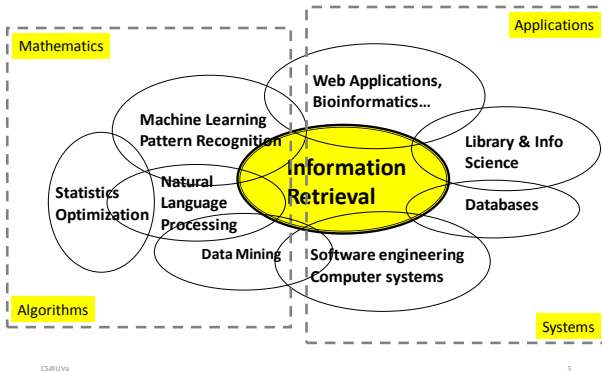 Mathematics
Applications
Web Applications,
Bioinformatics…
Machine Learning
Pattern Recognition
Library & Info
Science
Information
Retrieval
Statistics
Optimization
Natural
Language
Processing
Databases
Data Mining
Software engineering
Computer systems
Algorithms
Systems
CS@UVa
5